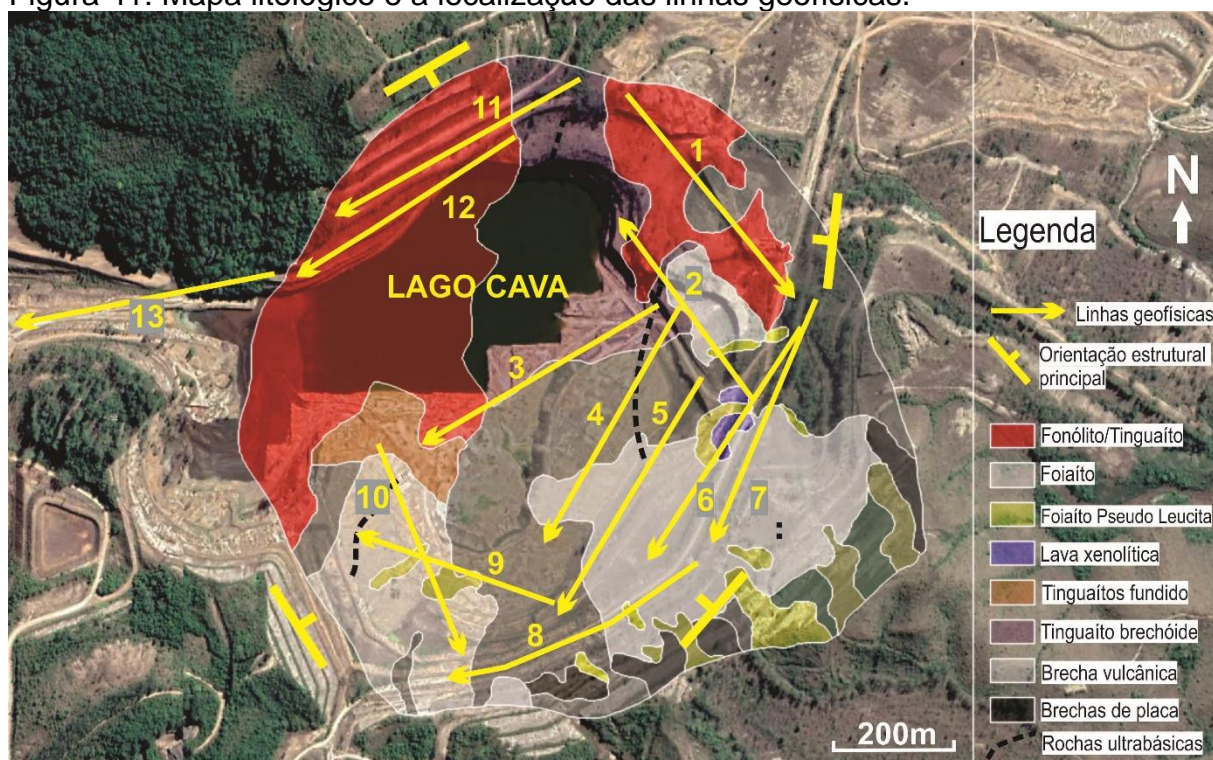 Figura 41: Mapa litológico e a localização das linhas geofísicas.
11
1
N
12
Legenda
LAGO CAVA
2
13
Linhas geofísicas
3
Orientação estrutural
principal
4
5
Fonólito/Tinguaíto
Foiaíto
10
6
7
Foiaíto Pseudo Leucita
Lava xenolítica
9
Tinguaítos fundido
8
Tinguaíto brechóide
Brecha vulcânica
Brechas de placa
200m
Rochas ultrabásicas